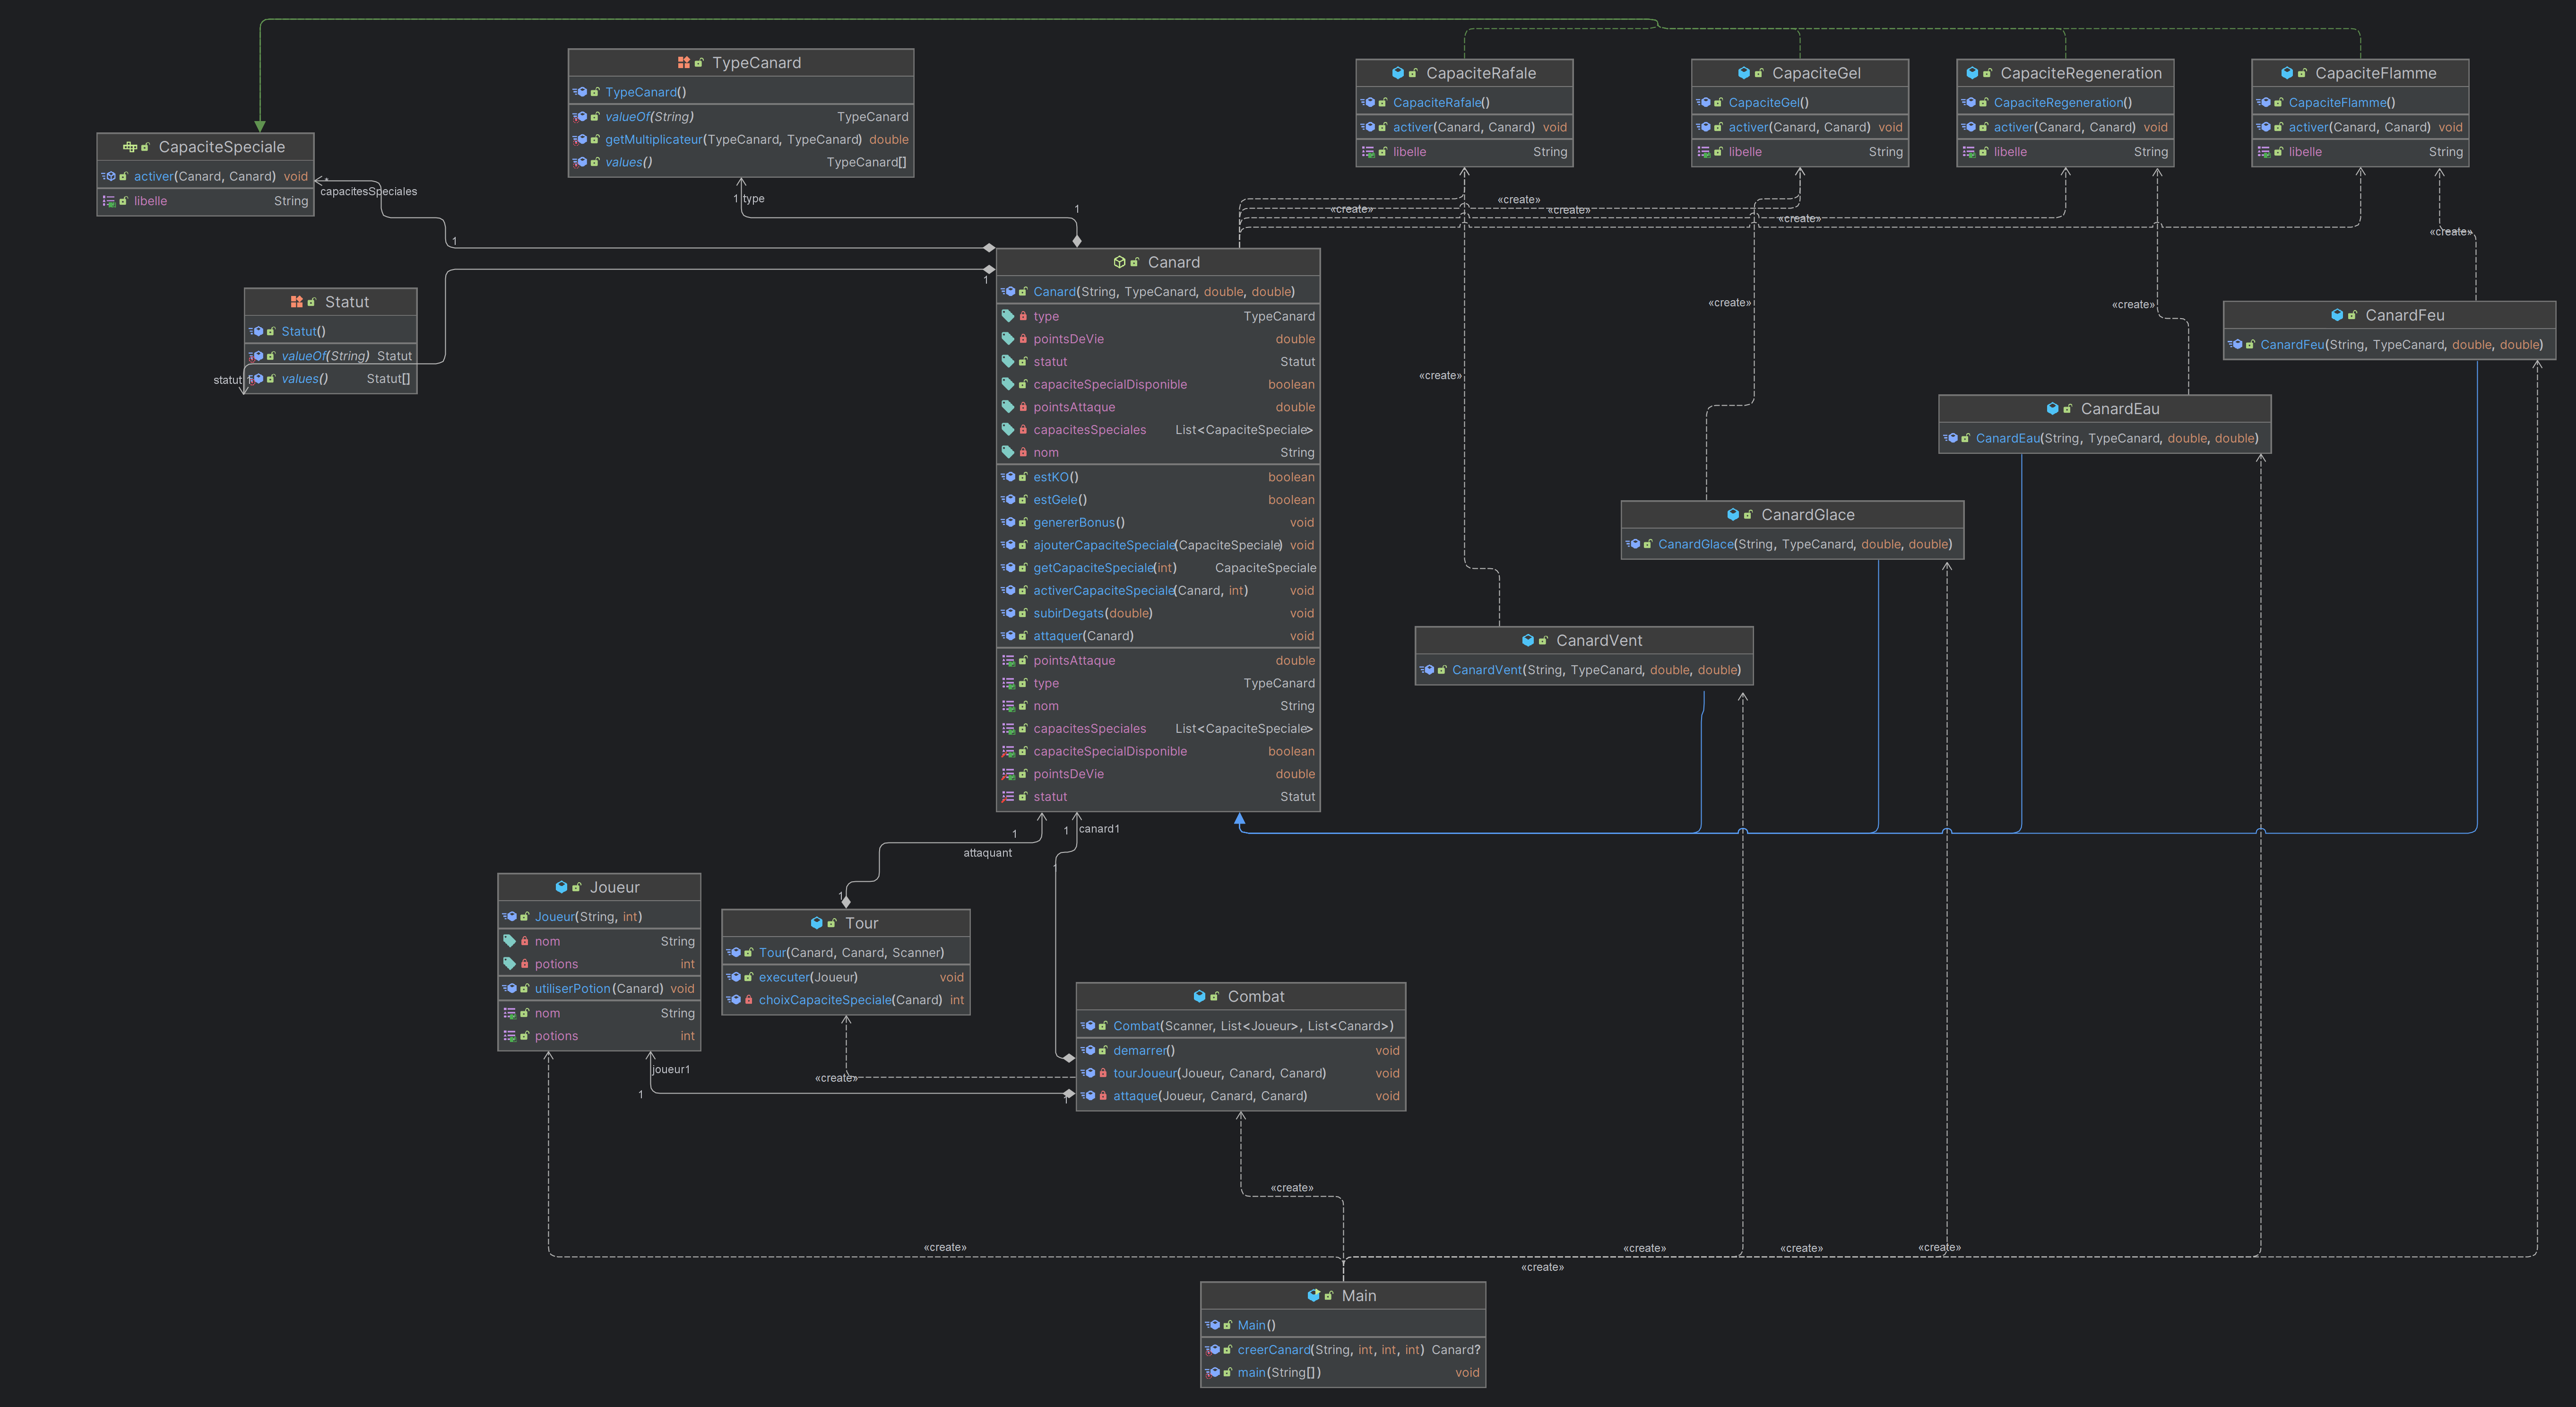 TypeCanard
TypeCanard()
valueOf(String) TypeCanard
getMultiplicateur(TypeCanard, TypeCanard) double
values() TypeCanard[]
CapaciteRafale
CapaciteRafale()
activer(Canard, Canard) void
libelle String
CapaciteGel
CapaciteGel()
activer(Canard, Canard) void
libelle String
CapaciteRegeneration
CapaciteRegeneration()
activer(Canard, Canard) void
libelle String
CapaciteFlamme
CapaciteFlamme()
activer(Canard, Canard) void
libelle String
CapaciteSpeciale
activer(Canard, Canard) void
libelle String
*
capacitesSpeciales
1
1 type
1
«create»
«create»
«create»
«create»
«create»
Statut
Statut()
valueOf(String) Statut
values() Statut[]
statut 1
1
Canard
Canard(String, TypeCanard, double, double)
type TypeCanard
pointsDeVie double
statut Statut
capaciteSpecialDisponible boolean
pointsAttaque double
capacitesSpeciales List<CapaciteSpeciale>
nom String
estKO() boolean
estGele() boolean
genererBonus() void
ajouterCapaciteSpeciale(CapaciteSpeciale) void
getCapaciteSpeciale(int) CapaciteSpeciale
activerCapaciteSpeciale(Canard, int) void
subirDegats(double) void
attaquer(Canard) void
pointsAttaque double
type TypeCanard
nom String
capacitesSpeciales List<CapaciteSpeciale>
capaciteSpecialDisponible boolean
pointsDeVie double
statut Statut
«create»
«create»
«create»
CanardFeu
CanardFeu(String, TypeCanard, double, double)
CanardEau
CanardEau(String, TypeCanard, double, double)
CanardGlace
CanardGlace(String, TypeCanard, double, double)
CanardVent
CanardVent(String, TypeCanard, double, double)
1
attaquant
1
1
canard1
1
Joueur
Joueur(String, int)
nom String
potions int
utiliserPotion(Canard) void
nom String
potions int
Tour
Tour(Canard, Canard, Scanner)
executer(Joueur) void
choixCapaciteSpeciale(Canard) int
Combat
Combat(Scanner, List<Joueur>, List<Canard>)
demarrer() void
tourJoueur(Joueur, Canard, Canard) void
attaque(Joueur, Canard, Canard) void
joueur1
1
1
«create»
«create»
«create»
«create»
«create»
«create»
«create»
Main
Main()
creerCanard(String, int, int, int) Canard?
main(String[]) void